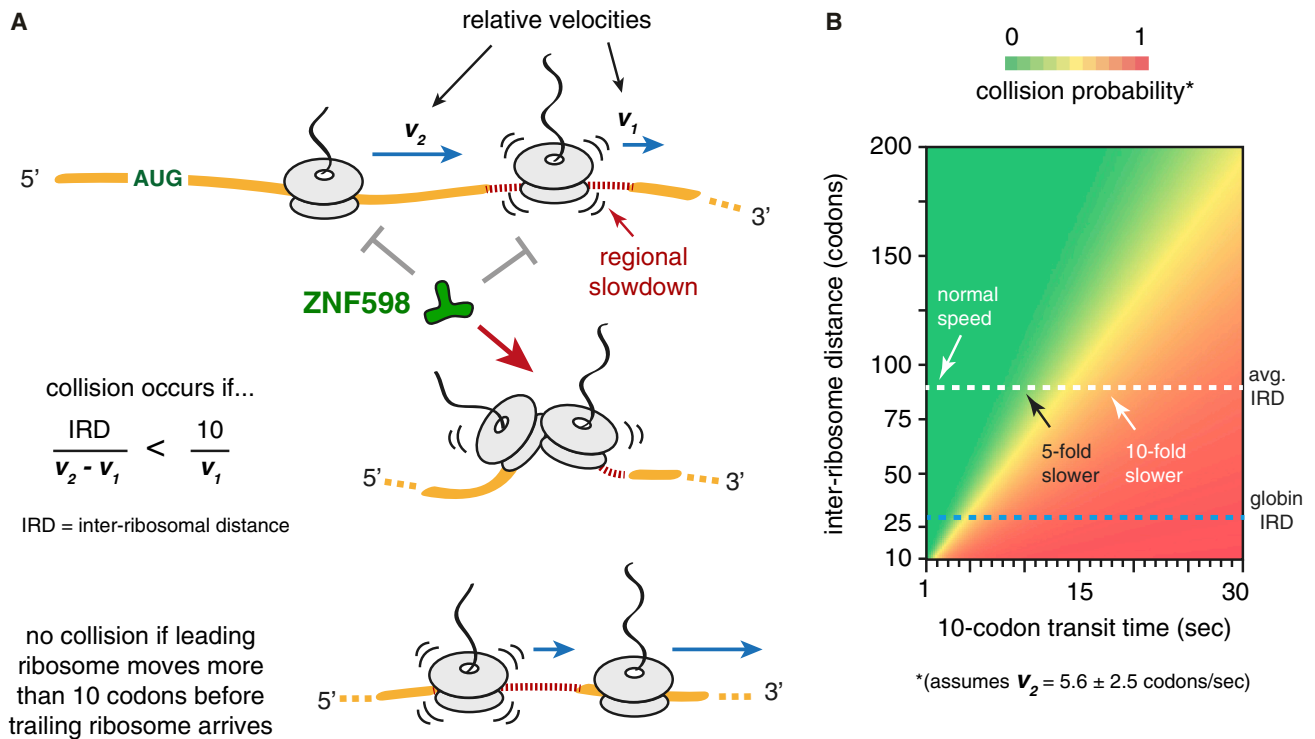 A
relative velocities
v2
v1
5'
AUG
3'
regional
slowdown
ZNF598
collision occurs if...
IRD
v2 - v1
<
10
v1
IRD = inter-ribosomal distance
5'
3'
no collision if leading
ribosome moves more
than 10 codons before
trailing ribosome arrives
5'
3'
B
0 1
collision probability*
inter-ribosome distance (codons)
200
150
100
75
50
25
10
normal
speed
5-fold
slower
10-fold
slower
avg.
IRD
globin
IRD
1 15 30
10-codon transit time (sec)
*(assumes v2 = 5.6 ± 2.5 codons/sec)